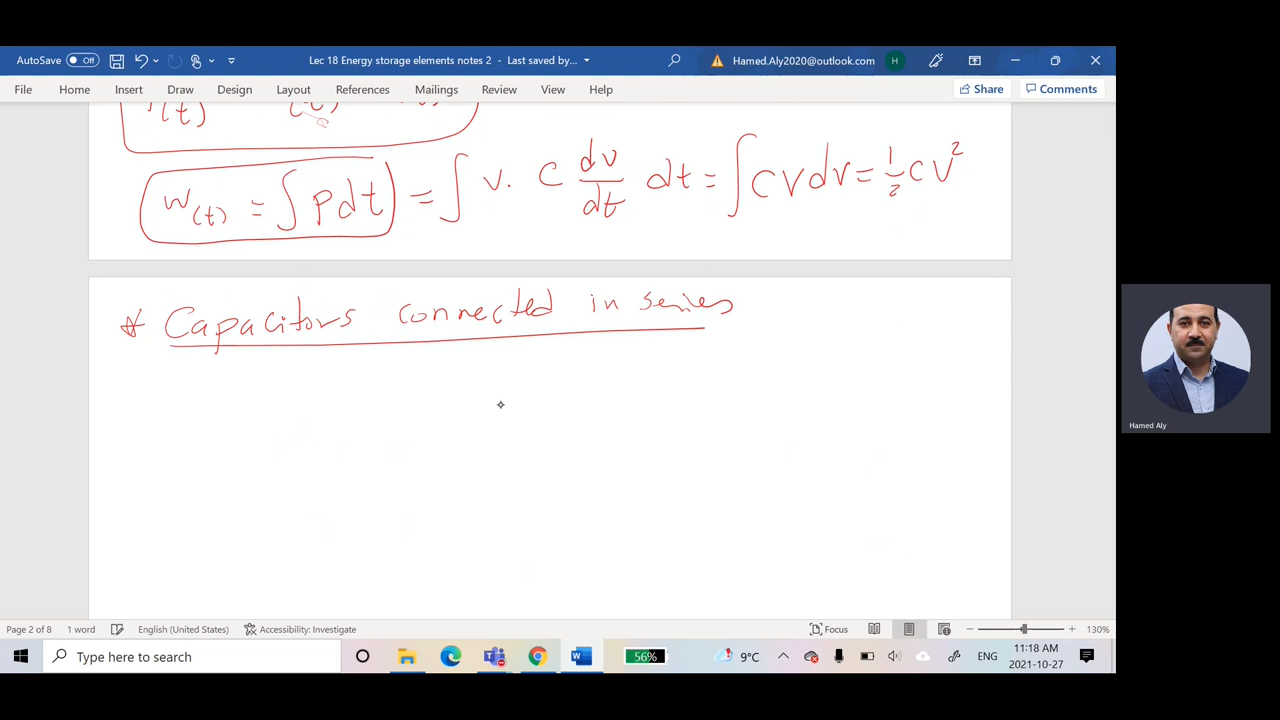 AutoSave Off Lec 18 Energy storage elements notes 2 - Last saved by... Hamed.Aly2020@outlook.com H
File Home Insert Draw Design Layout References Mailings Review View Help Share Comments
(t)
w(t) = ∫ p dt = ∫ v. C dv/dt dt = ∫ C v dv = 1/2 C V²
* Capacitors connected in series
Hamed Aly
Page 2 of 8 1 word English (United States) Accessibility: Investigate Focus 130%
Type here to search 56% 9°C ENG 11:18 AM
2021-10-27